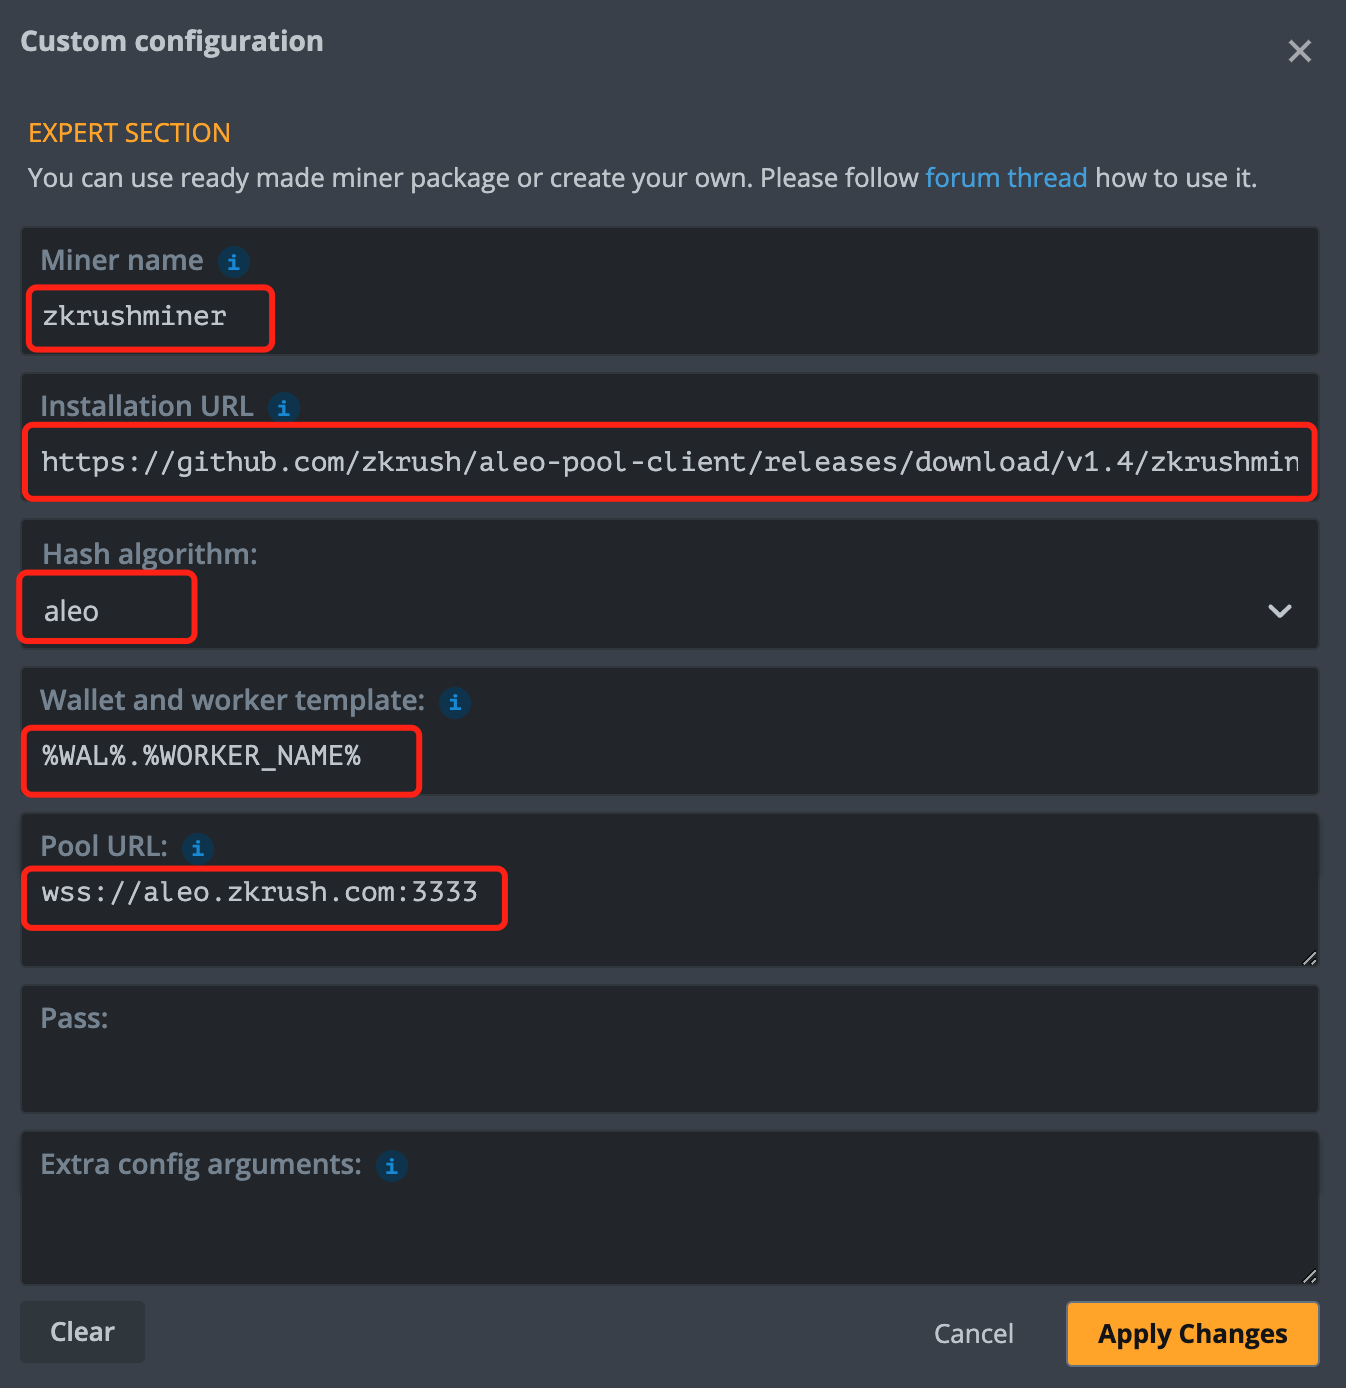 Custom configuration
EXPERT SECTION
You can use ready made miner package or create your own. Please follow forum thread how to use it.
Miner name
zkrushminer
Installation URL
https://github.com/zkrush/aleo-pool-client/releases/download/v1.4/zkrushmin
Hash algorithm:
aleo
Wallet and worker template:
%WAL%.%WORKER_NAME%
Pool URL:
wss://aleo.zkrush.com:3333
Pass:
Extra config arguments:
Clear
Cancel
Apply Changes